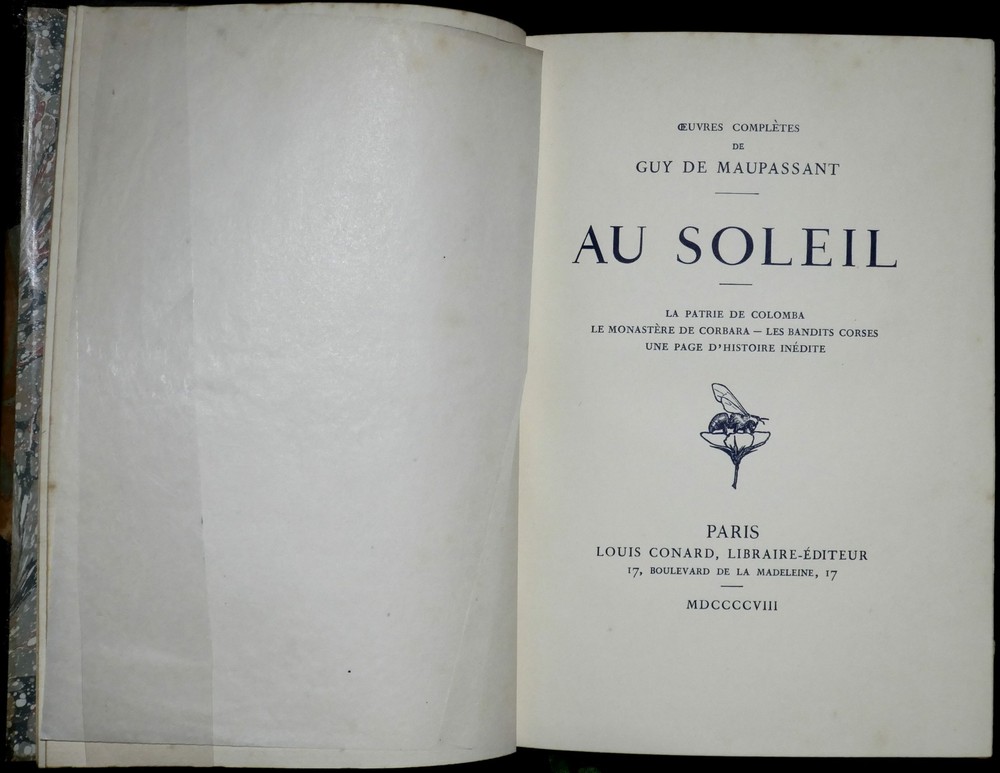 ŒUVRES COMPLÈTES
DE
GUY DE MAUPASSANT
AU SOLEIL
LA PATRIE DE COLOMBA
LE MONASTÈRE DE CORBARA — LES BANDITS CORSES
UNE PAGE D'HISTOIRE INÉDITE
PARIS
LOUIS CONARD, LIBRAIRE-ÉDITEUR
17, BOULEVARD DE LA MADELEINE, 17
MDCCCCVIII